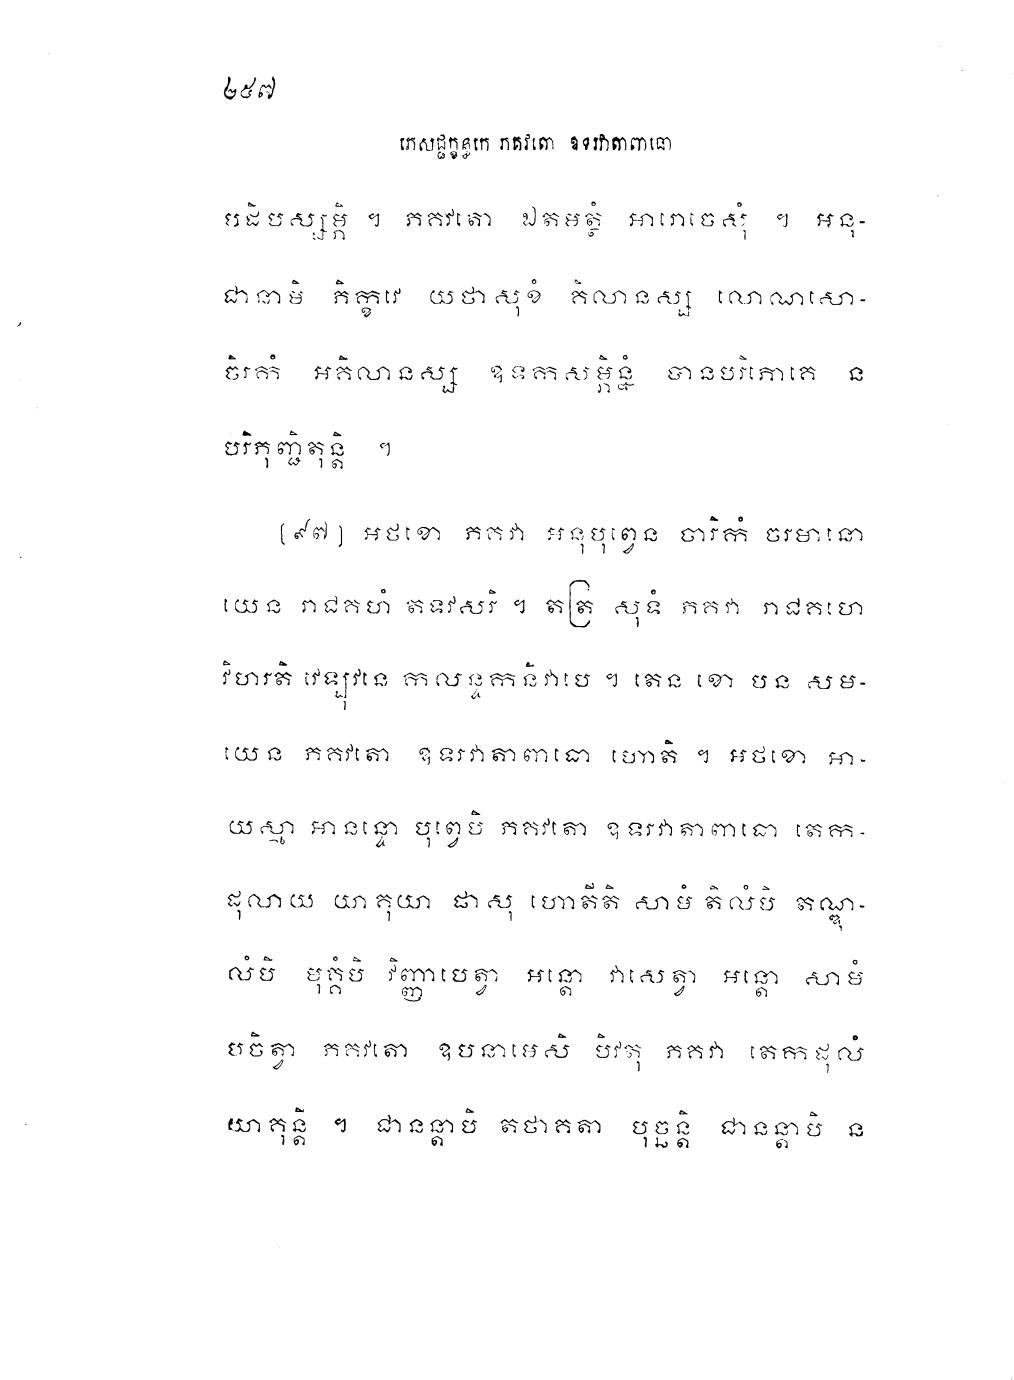 ២៥៧
ភេសជ្ជក្ខន្ធកេ ភគវតោ ឧទរវាតាពាធោ
បដិបស្សម្ភិ ។ ភគវតោ ឯតមត្ថំ អារោចេសុំ ។ អនុ-
ជានាមិ ភិក្ខវេ យថាសុខំ គិលានស្ស លោណសោ-
ចិរកំ អគិលានស្ស ឧទកសម្ភិន្នំ បានបរិភោគេ ន
បរិភុញ្ជិតុន្តិ ។
(៩៧) អថខោ ភគវា អនុបុព្វេន ចារិកំ ចរមានោ
យេន រាជគហំ តទវសរិ ។ តត្រ សុទំ ភគវា រាជគហេ
វិហរតិ វេឡុវនេ កលន្ទកនិវាបេ ។ តេន ខោ បន សម-
យេន ភគវតោ ឧទរវាតាពាធោ ហោតិ ។ អថខោ អា-
យស្មា អានន្ទោ បុព្វេបិ ភគវតោ ឧទរវាតាពាធោ តេក-
ដុលាយ យាគុយា ផាសុ ហោតីតិ សាមំ តិលំបិ តណ្ឌុ-
លំបិ មុគ្គំបិ វិញ្ញាបេត្វា អន្តោ វាសេត្វា អន្តោ សាមំ
បចិត្វា ភគវតោ ឧបនាមេសិ បិវតុ ភគវា តេកដុលំ
យាគុន្តិ ។ ជានន្តាបិ តថាគតា បុច្ឆន្តិ ជានន្តាបិ ន